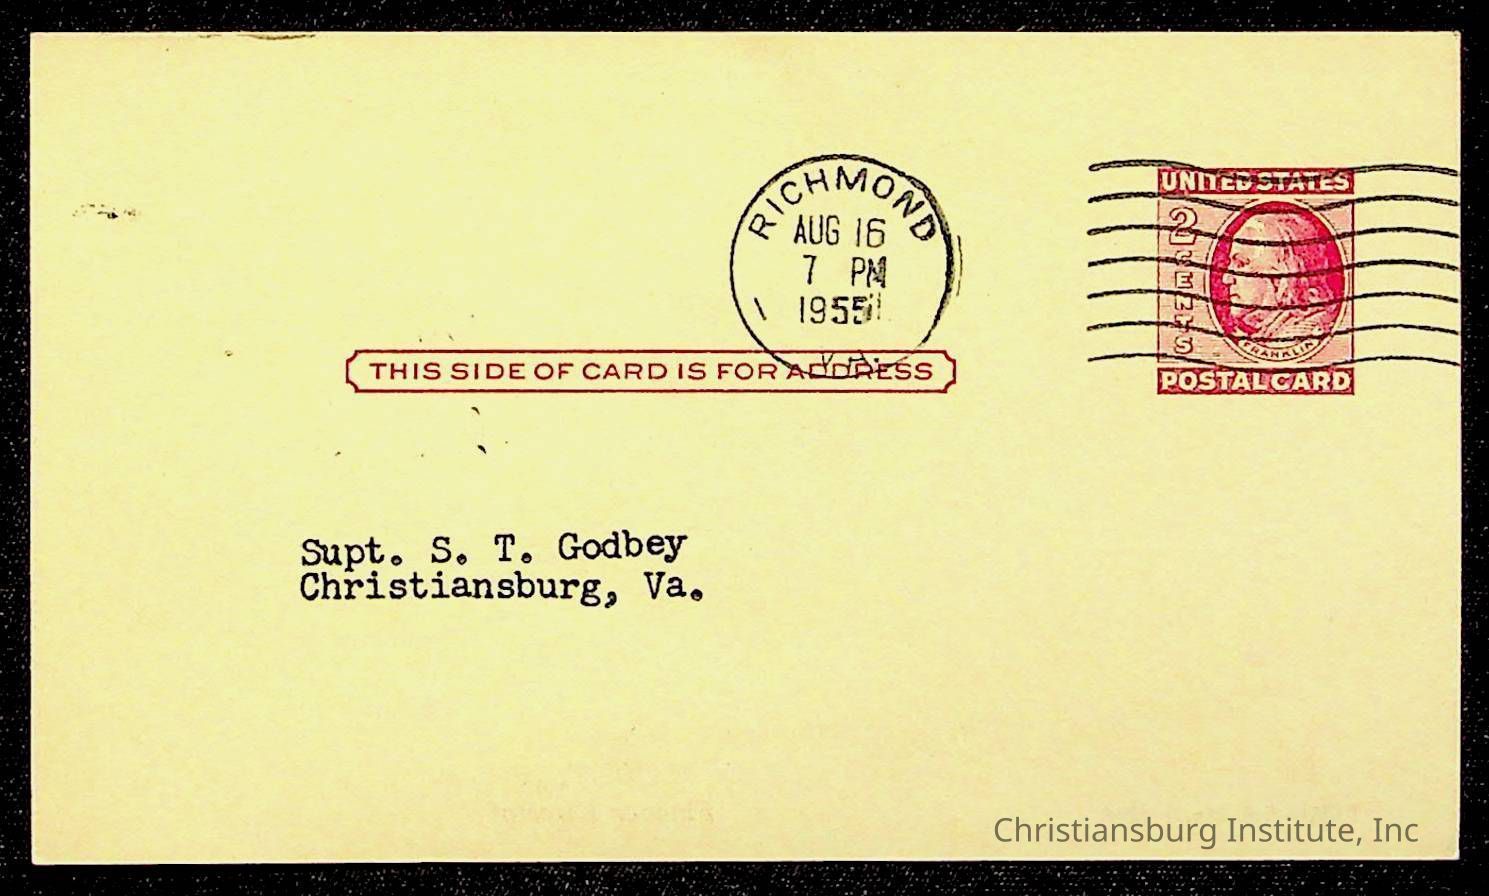 RICHMOND
AUG 16
7 PM
1955
1
VA.
UNITED STATES
2
CENTS
FRANKLIN
POSTAL CARD
THIS SIDE OF CARD IS FOR ADDRESS
Supt. S. T. Godbey
Christiansburg, Va.
Christiansburg Institute, Inc